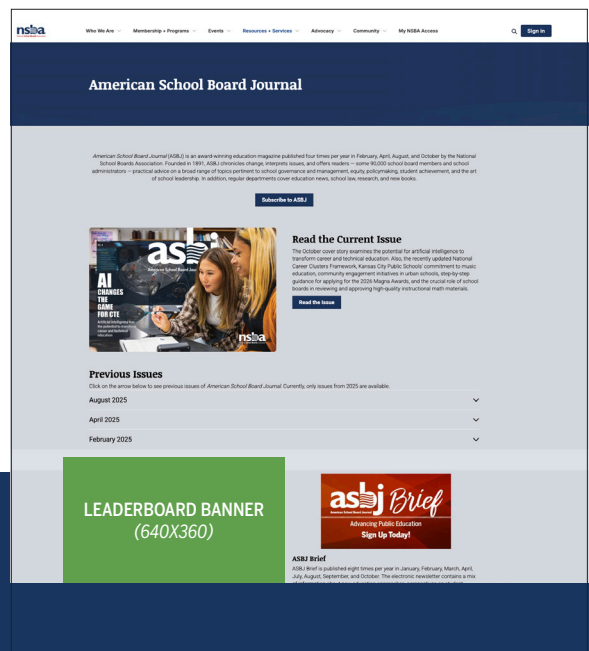 nsba
Who We Are
Membership + Programs
Events
Resources + Services
Advocacy
Community
My NSBA Access
Sign in
American School Board Journal
American School Board Journal (ASBJ) is an award-winning education magazine published four times per year in February, April, August, and October by the National
School Boards Association. Founded in 1891, ASBJ chronicles change, interprets issues, and offers readers — some 90,000 school board members and school
administrators — practical advice on a broad range of topics pertinent to school governance and management, equity, policymaking, student achievement, and the art
of school leadership. In addition, regular departments cover education news, school law, research, and new books.
Subscribe to ASBJ
asbj
American School Board Journal
AI
CHANGES
THE
GAME
FOR CTE
Artificial intelligence has
the potential to transform
career and technical
education
nsba
Read the Current Issue
The October cover story examines the potential for artificial intelligence to
transform career and technical education. Also, the recently updated National
Career Clusters Framework, Kansas City Public Schools' commitment to music
education, community engagement initiatives in urban schools, step-by-step
guidance for applying for the 2026 Magna Awards, and the crucial role of school
boards in reviewing and approving high-quality instructional math materials.
Read the Issue
Previous Issues
Click on the arrow below to see previous issues of American School Board Journal. Currently, only issues from 2025 are available.
August 2025
April 2025
February 2025
LEADERBOARD BANNER
(640X360)
asbj Brief
American School Board Journal
Advancing Public Education
Sign Up Today!
ASBJ Brief
ASBJ Brief is published eight times per year in January, February, March, April,
July, August, September, and October. The electronic newsletter contains a mix